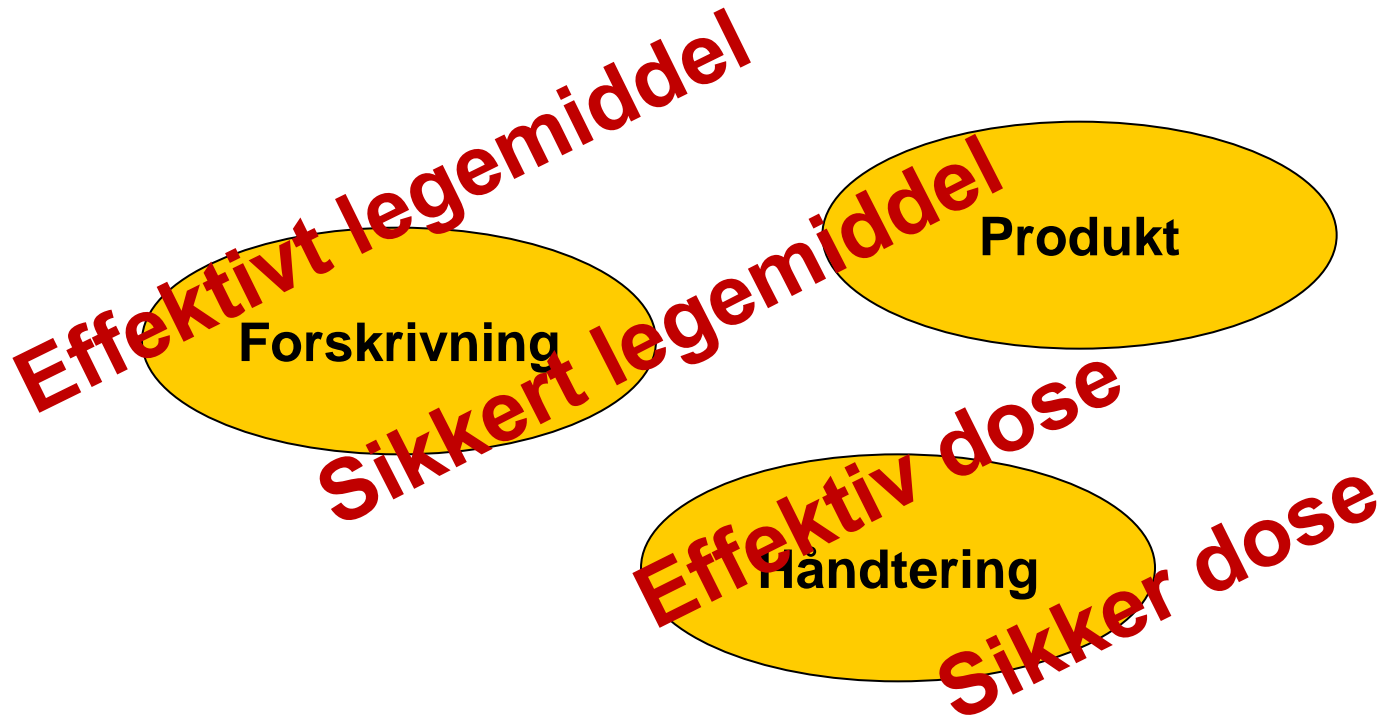 Effektivt legemiddel
Produkt
Forskrivning
Sikkert legemiddel
Effektiv dose
Håndtering
Sikker dose